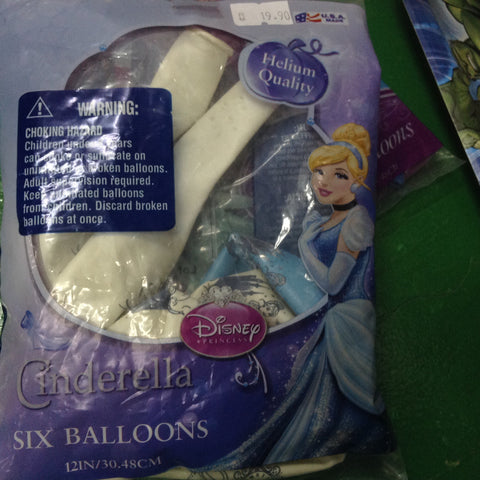 19.90
U.S.A.
MADE
Helium
Quality
WARNING:
CHOKING HAZARD
Children under
can choke or suffocate on
uninflated or broken balloons.
Adult supervision required.
Keep uninflated balloons
from children. Discard broken
balloons at once.
Disney
PRINCESS
Cinderella
SIX BALLOONS
12IN/30.48CM